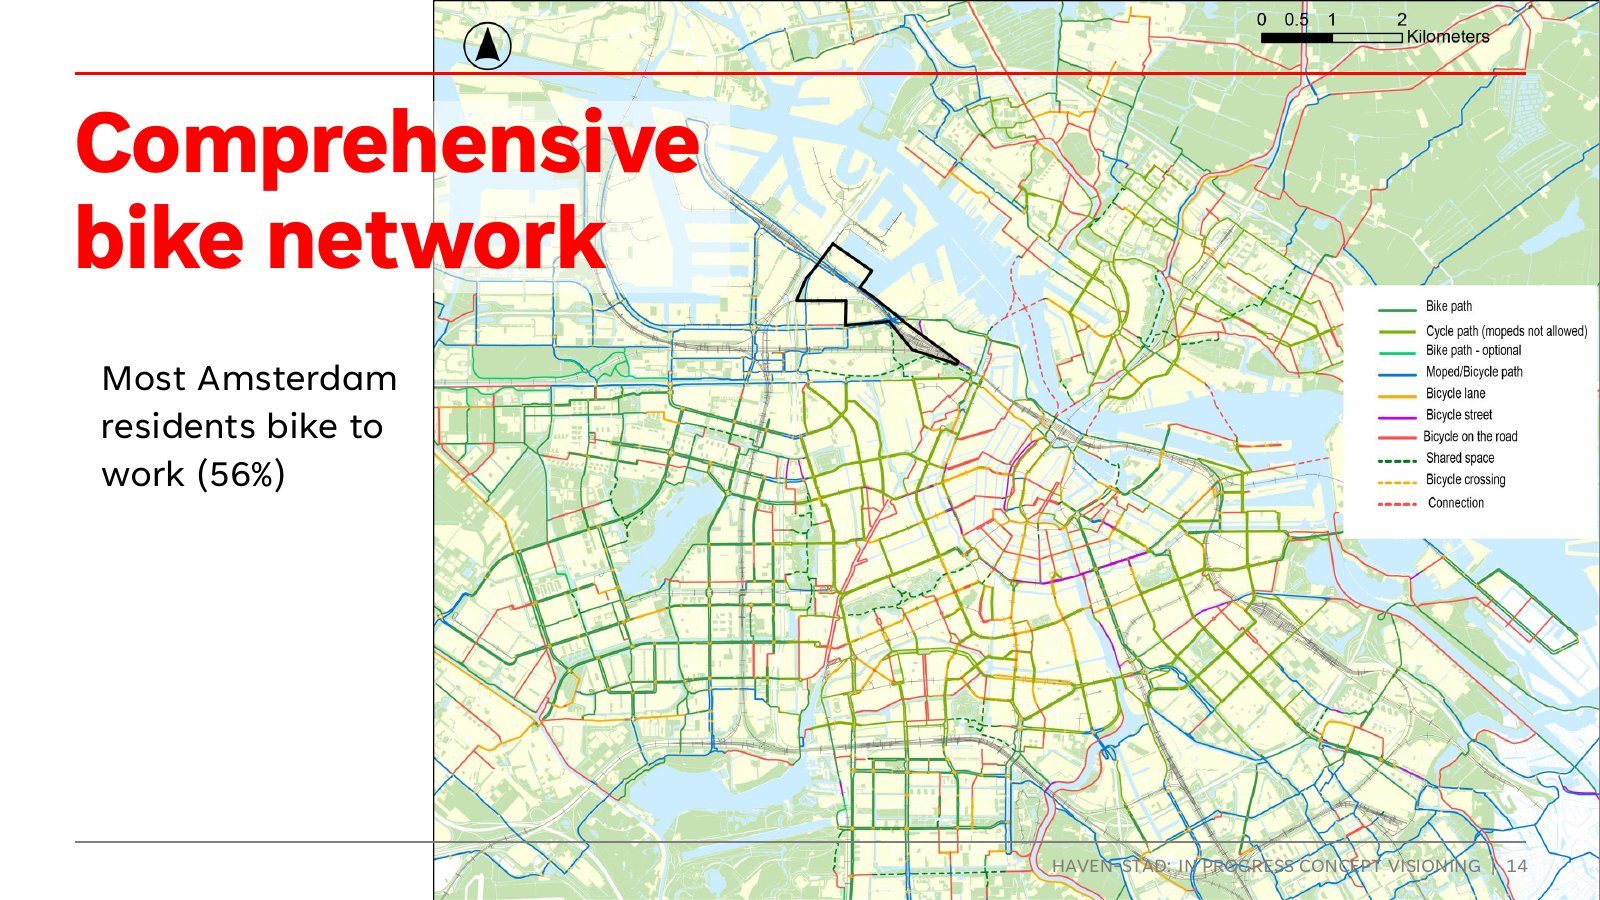 0 0.5 1 2
Kilometers
Comprehensive
bike network
Most Amsterdam
residents bike to
work (56%)
Bike path
Cycle path (mopeds not allowed)
Bike path - optional
Moped/Bicycle path
Bicycle lane
Bicycle street
Bicycle on the road
Shared space
Bicycle crossing
Connection
HAVEN-STAD: IN PROGRESS CONCEPT VISIONING | 14